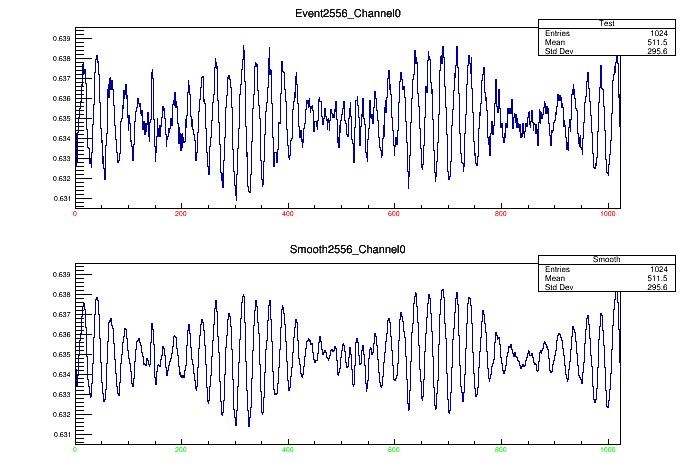 Event2556_Channel0
Test
Entries 1024
Mean 511.5
Std Dev 295.6
0.639
0.638
0.637
0.636
0.635
0.634
0.633
0.632
0.631
0 200 400 600 800 1000
Smooth2556_Channel0
Smooth
Entries 1024
Mean 511.5
Std Dev 295.6
0.639
0.638
0.637
0.636
0.635
0.634
0.633
0.632
0.631
0 200 400 600 800 1000